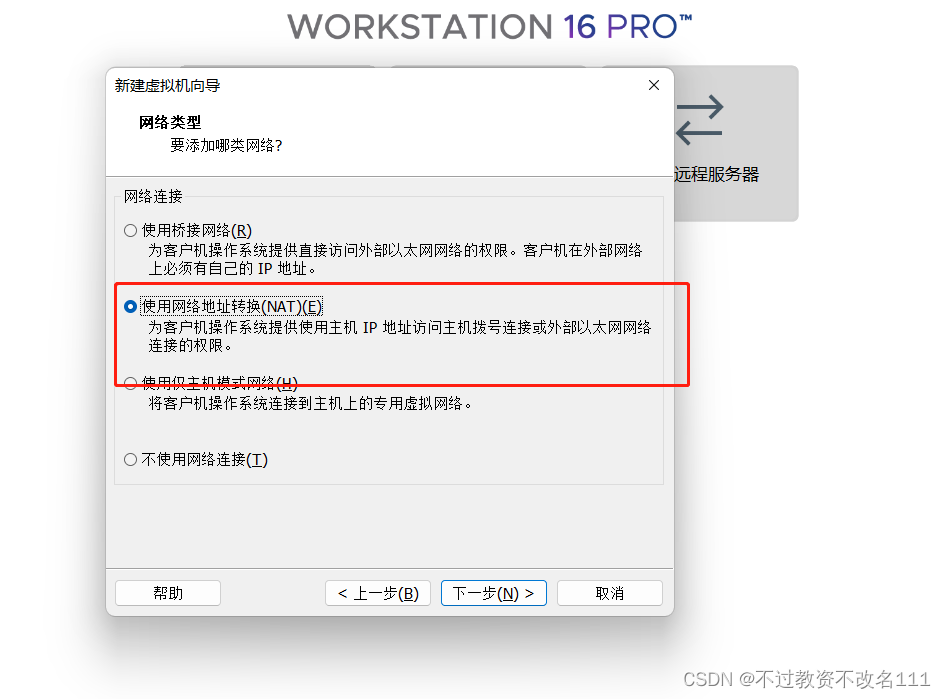 WORKSTATION 16 PRO™
新建虚拟机向导
网络类型
要添加哪类网络?
远程服务器
网络连接
使用桥接网络(R)
为客户机操作系统提供直接访问外部以太网网络的权限。客户机在外部网络
上必须有自己的 IP 地址。
使用网络地址转换(NAT)(E)
为客户机操作系统提供使用主机 IP 地址访问主机拨号连接或外部以太网网络
连接的权限。
使用仅主机模式网络(H)
将客户机操作系统连接到主机上的专用虚拟网络。
不使用网络连接(T)
帮助
< 上一步(B)
下一步(N) >
取消
CSDN @不过教资不改名111